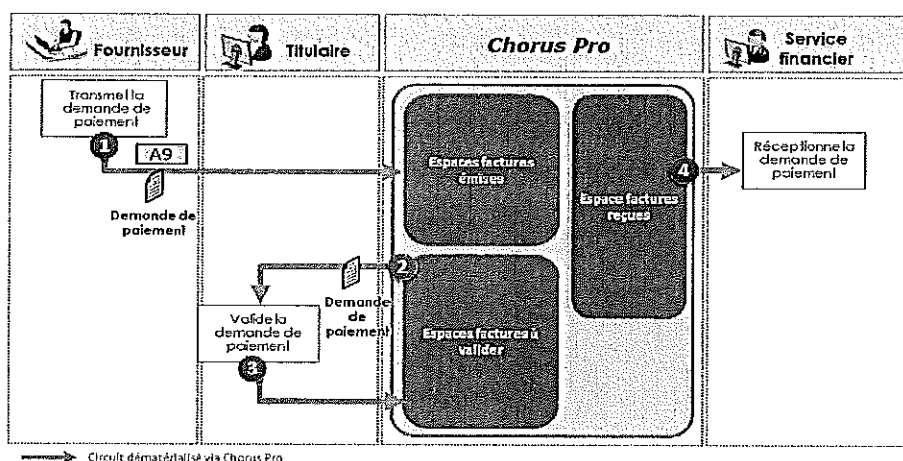 Fournisseur
Titulaire
Chorus Pro
Service
financier
Transmet la
demande de
paiement
1
A9
Demande de
paiement
Espaces factures
émises
Espace factures
reçues
4
Réceptionne la
demande de
paiement
2
Demande
de
paiement
Valide la
demande de
paiement
3
Espaces factures à
valider
Circuit dématérialisé via Chorus Pro